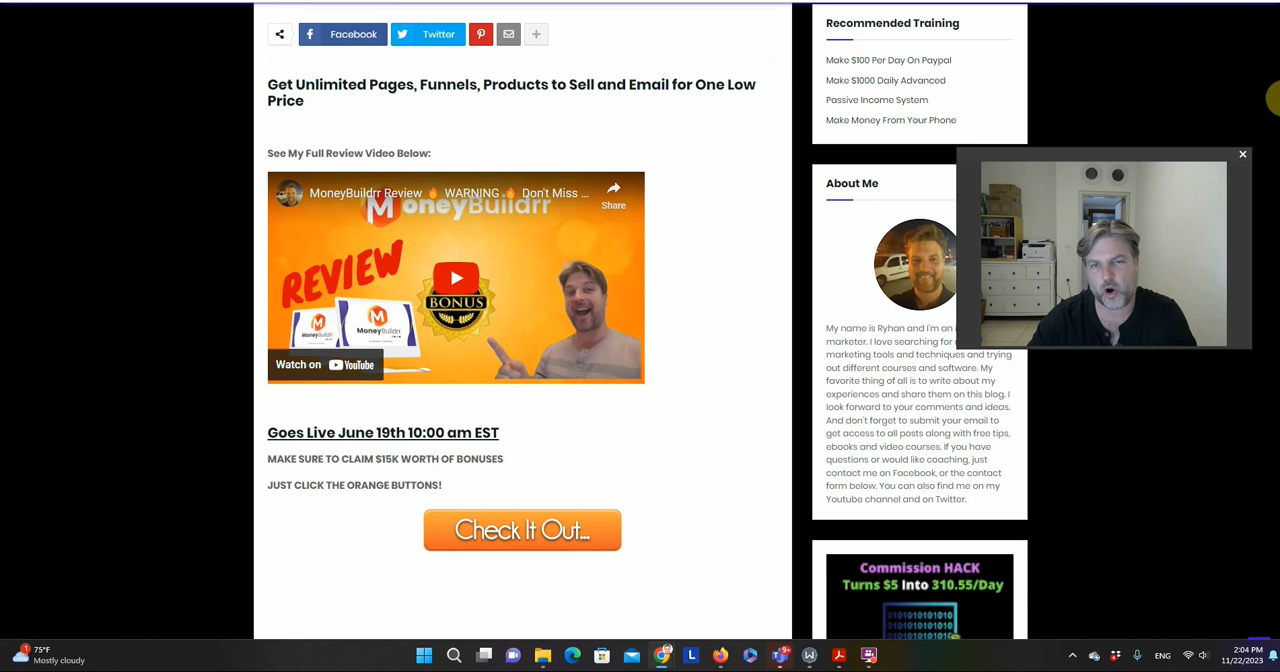 Facebook
Twitter
Get Unlimited Pages, Funnels, Products to Sell and Email for One Low
Price
See My Full Review Video Below:
MoneyBuildrr Review 🔥 WARNING 🔥 Don't Miss ...
Share
MoneyBuildrr
REVIEW
BONUS
MoneyBuildrr
MoneyBuildrr
Watch on YouTube
Goes Live June 19th 10:00 am EST
MAKE SURE TO CLAIM $15K WORTH OF BONUSES
JUST CLICK THE ORANGE BUTTONS!
Check It Out...
Recommended Training
Make $100 Per Day On Paypal
Make $1000 Daily Advanced
Passive Income System
Make Money From Your Phone
About Me
My name is Ryhan and I'm an
marketer. I love searching for
marketing tools and techniques and trying
out different courses and software. My
favorite thing of all is to write about my
experiences and share them on this blog. I
look forward to your comments and ideas.
And don't forget to submit your email to
get access to all posts along with free tips,
ebooks and video courses. If you have
questions or would like coaching, just
contact me on Facebook, or the contact
form below. You can also find me on my
Youtube channel and on Twitter.
Commission HACK
Turns $5 Into 310.55/Day
75°F
Mostly cloudy
ENG
2:04 PM
11/22/2023